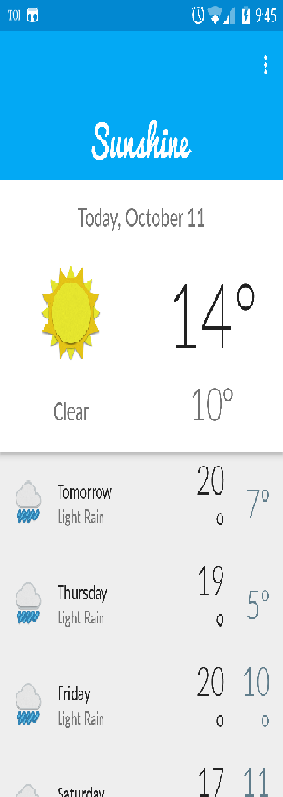 TOI 9:45
Sunshine
Today, October 11
14°
Clear 10°
Tomorrow 20° 7°
Light Rain
Thursday 19° 5°
Light Rain
Friday 20° 10°
Light Rain
Saturday 17 11